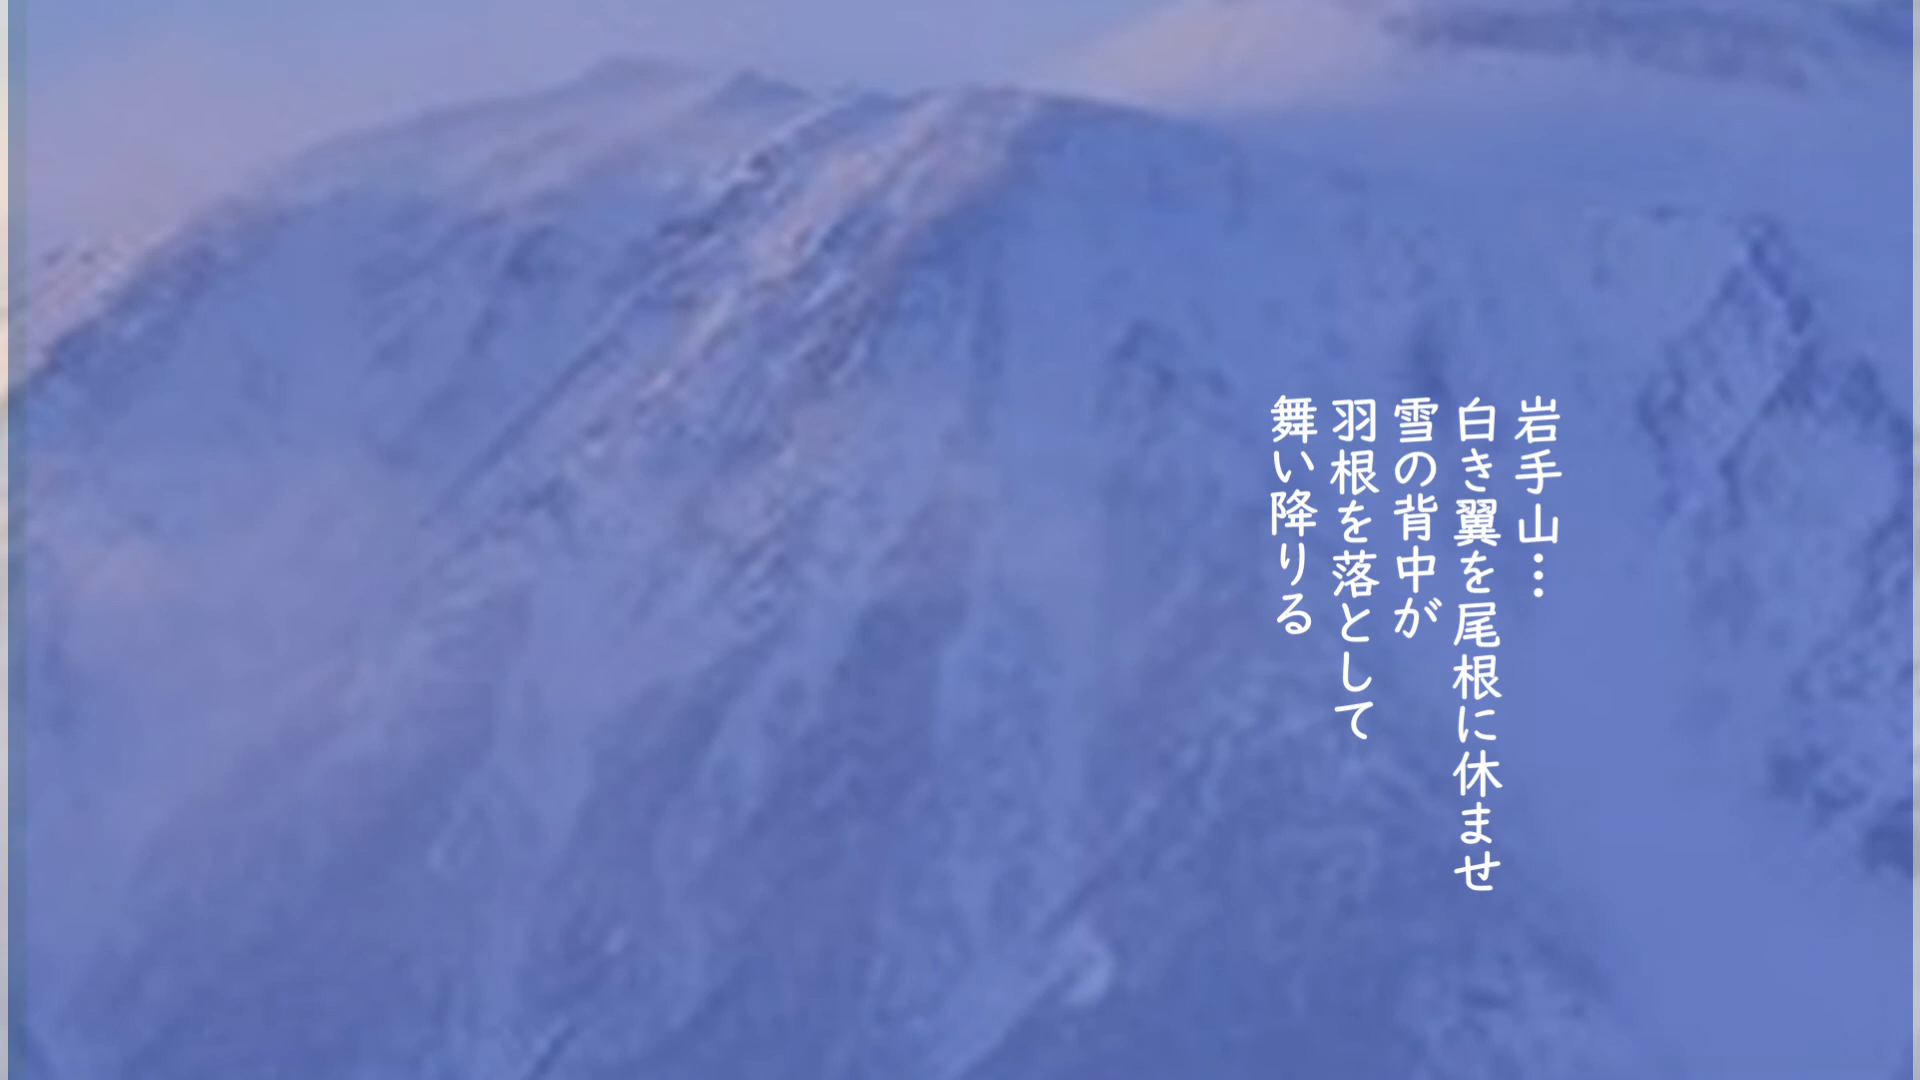 岩手山…
白き翼を尾根に休ませ
雪の背中が
羽根を落として
舞い降りる